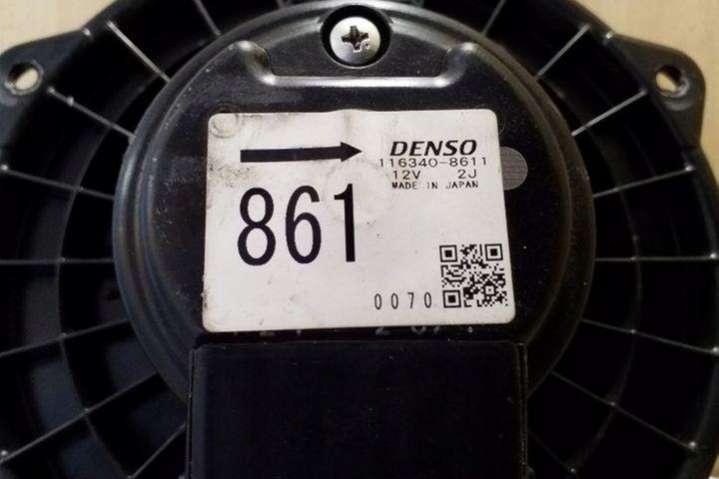 DENSO
116340-8611
12V 2J
MADE IN JAPAN
861
0070